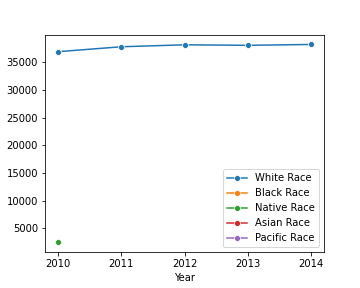 35000
30000
25000
20000
15000
10000
5000
White Race
Black Race
Native Race
Asian Race
Pacific Race
2010 2011 2012 2013 2014
Year